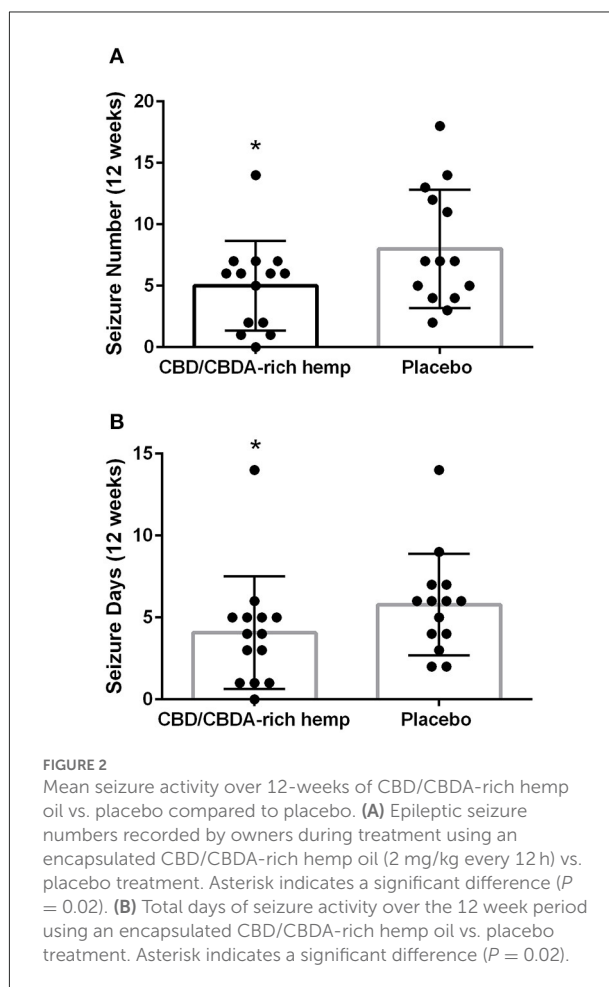 A
Seizure Number (12 weeks)
20
15
10
5
0
*
CBD/CBDA-rich hemp
Placebo
B
Seizure Days (12 weeks)
15
10
5
0
*
CBD/CBDA-rich hemp
Placebo
FIGURE 2
Mean seizure activity over 12-weeks of CBD/CBDA-rich hemp
oil vs. placebo compared to placebo. (A) Epileptic seizure
numbers recorded by owners during treatment using an
encapsulated CBD/CBDA-rich hemp oil (2 mg/kg every 12 h) vs.
placebo treatment. Asterisk indicates a significant difference (P
= 0.02). (B) Total days of seizure activity over the 12 week period
using an encapsulated CBD/CBDA-rich hemp oil vs. placebo
treatment. Asterisk indicates a significant difference (P = 0.02).